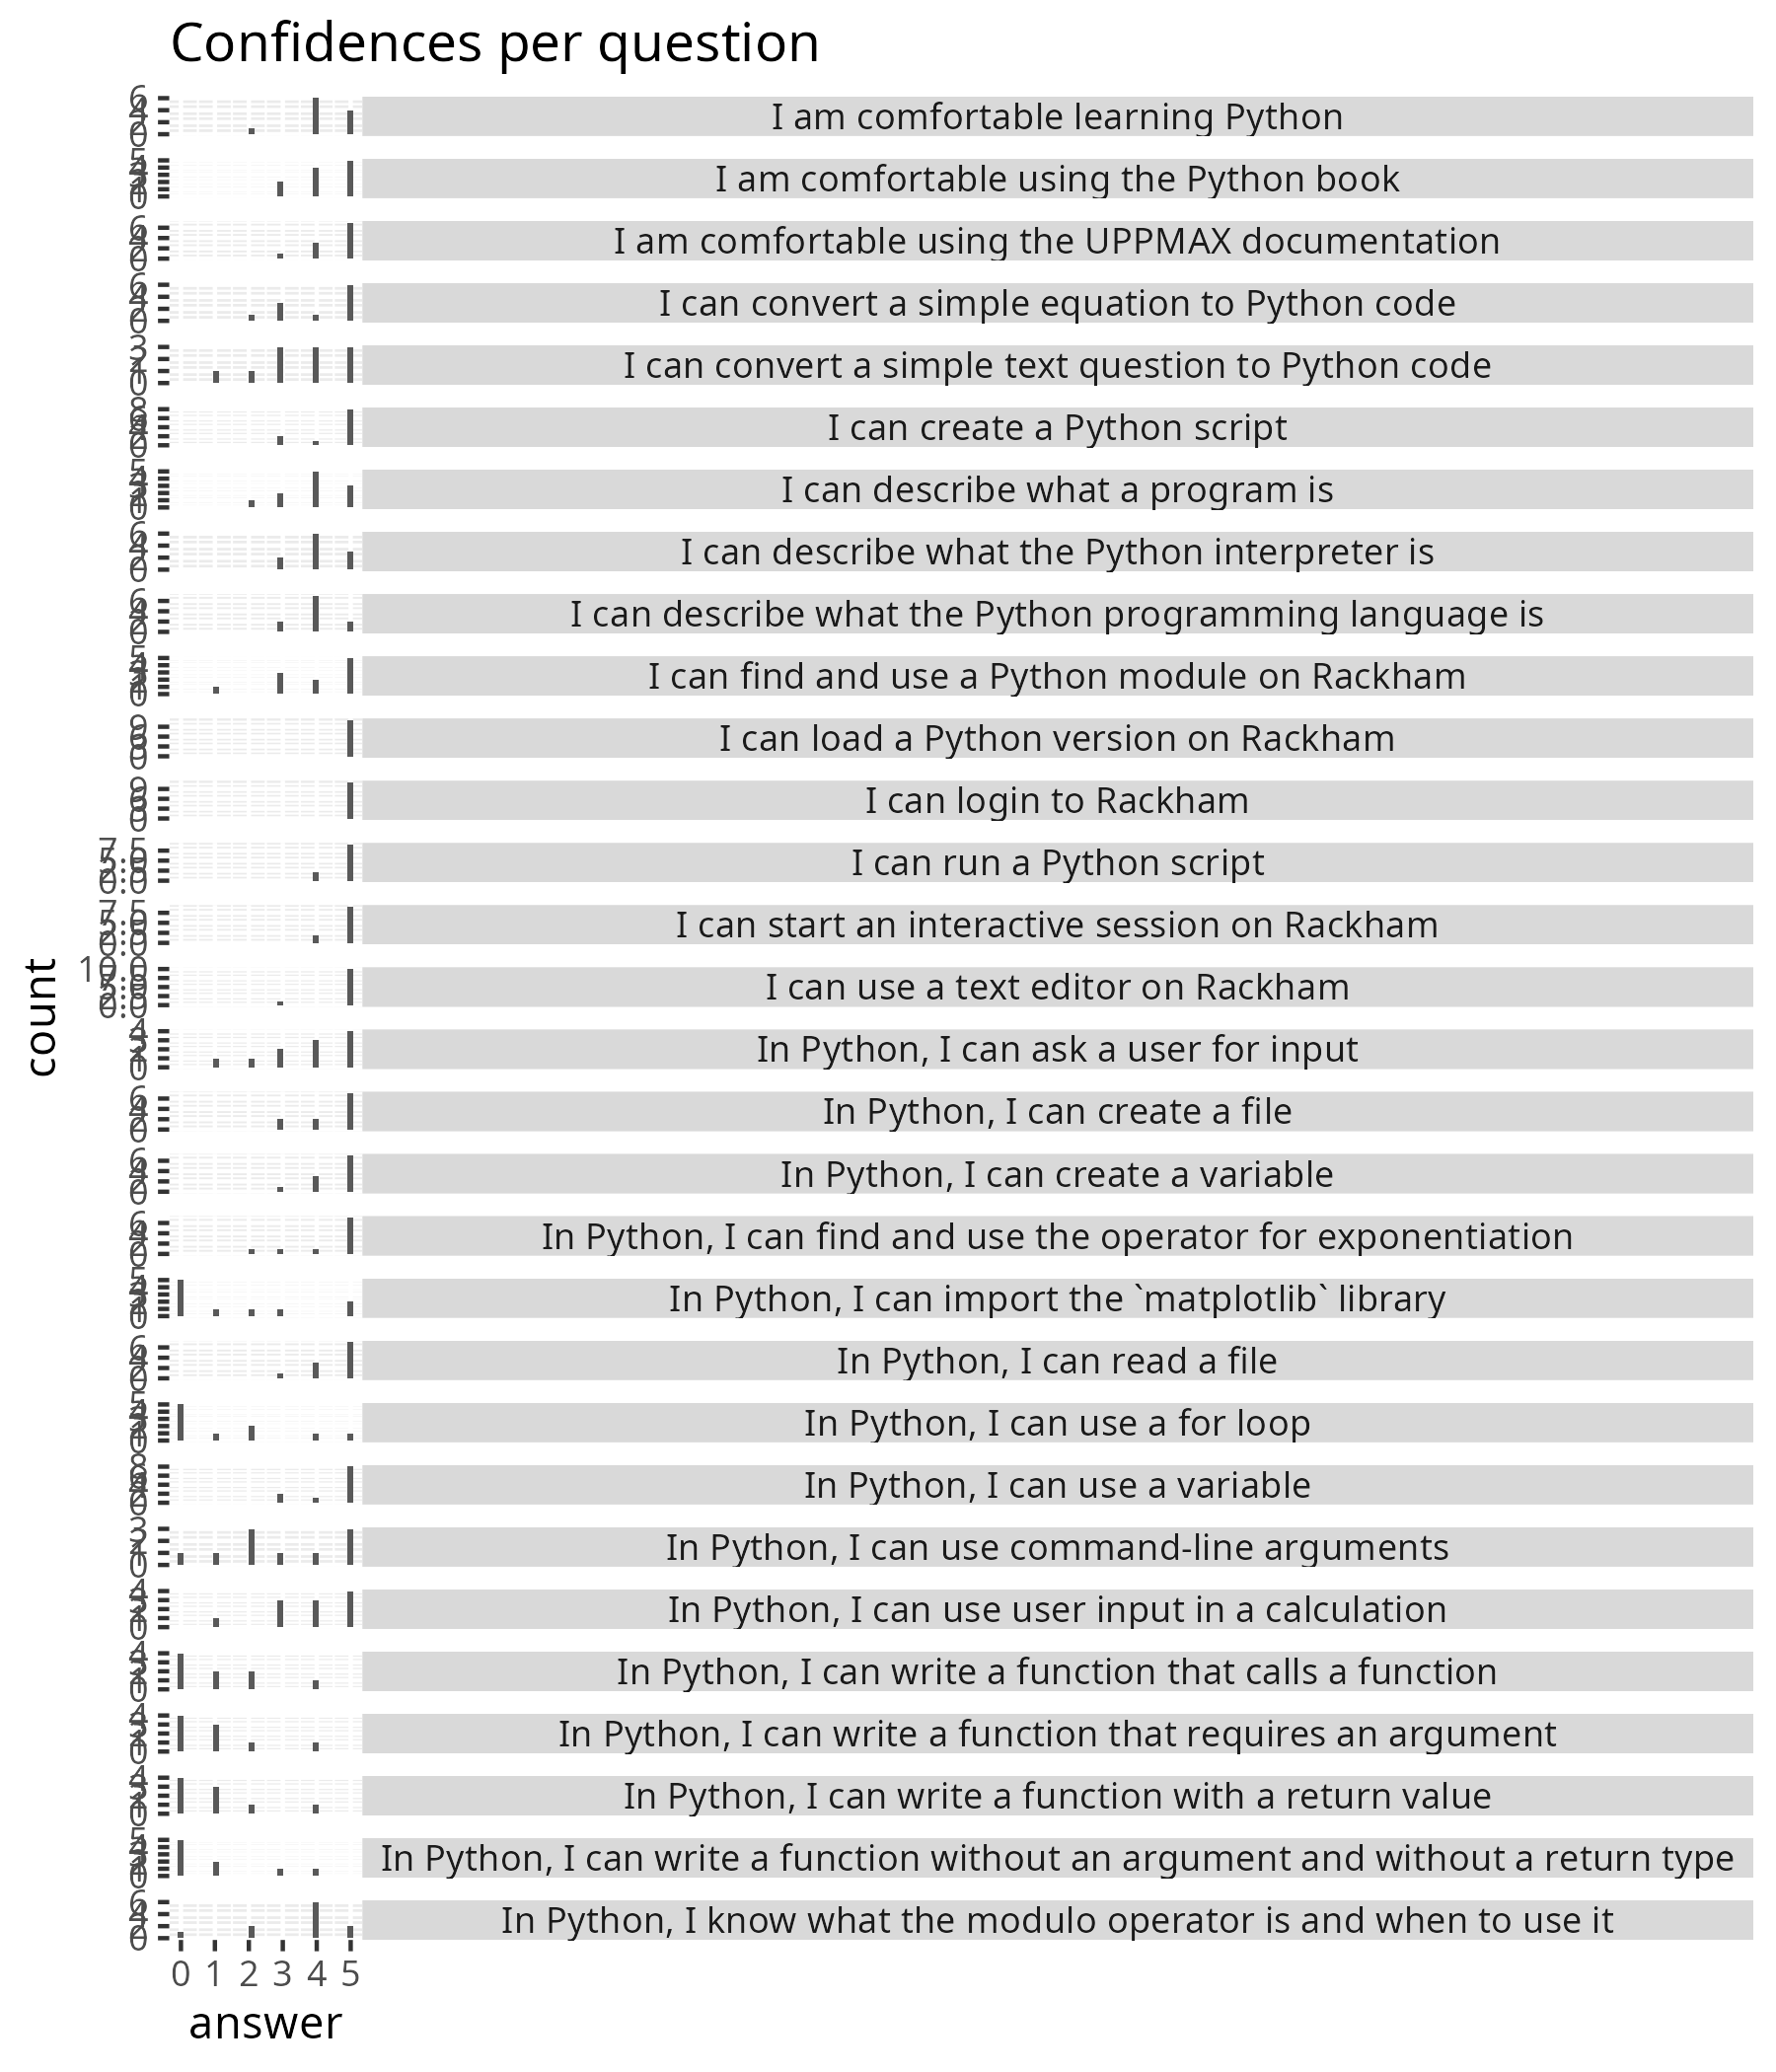 Confidences per question
I am comfortable learning Python
I am comfortable using the Python book
I am comfortable using the UPPMAX documentation
I can convert a simple equation to Python code
I can convert a simple text question to Python code
I can create a Python script
I can describe what a program is
I can describe what the Python interpreter is
I can describe what the Python programming language is
I can find and use a Python module on Rackham
I can load a Python version on Rackham
I can login to Rackham
I can run a Python script
I can start an interactive session on Rackham
I can use a text editor on Rackham
In Python, I can ask a user for input
In Python, I can create a file
In Python, I can create a variable
In Python, I can find and use the operator for exponentiation
In Python, I can import the `matplotlib` library
In Python, I can read a file
In Python, I can use a for loop
In Python, I can use a variable
In Python, I can use command-line arguments
In Python, I can use user input in a calculation
In Python, I can write a function that calls a function
In Python, I can write a function that requires an argument
In Python, I can write a function with a return value
In Python, I can write a function without an argument and without a return type
In Python, I know what the modulo operator is and when to use it
count
0 1 2 3 4 5
answer